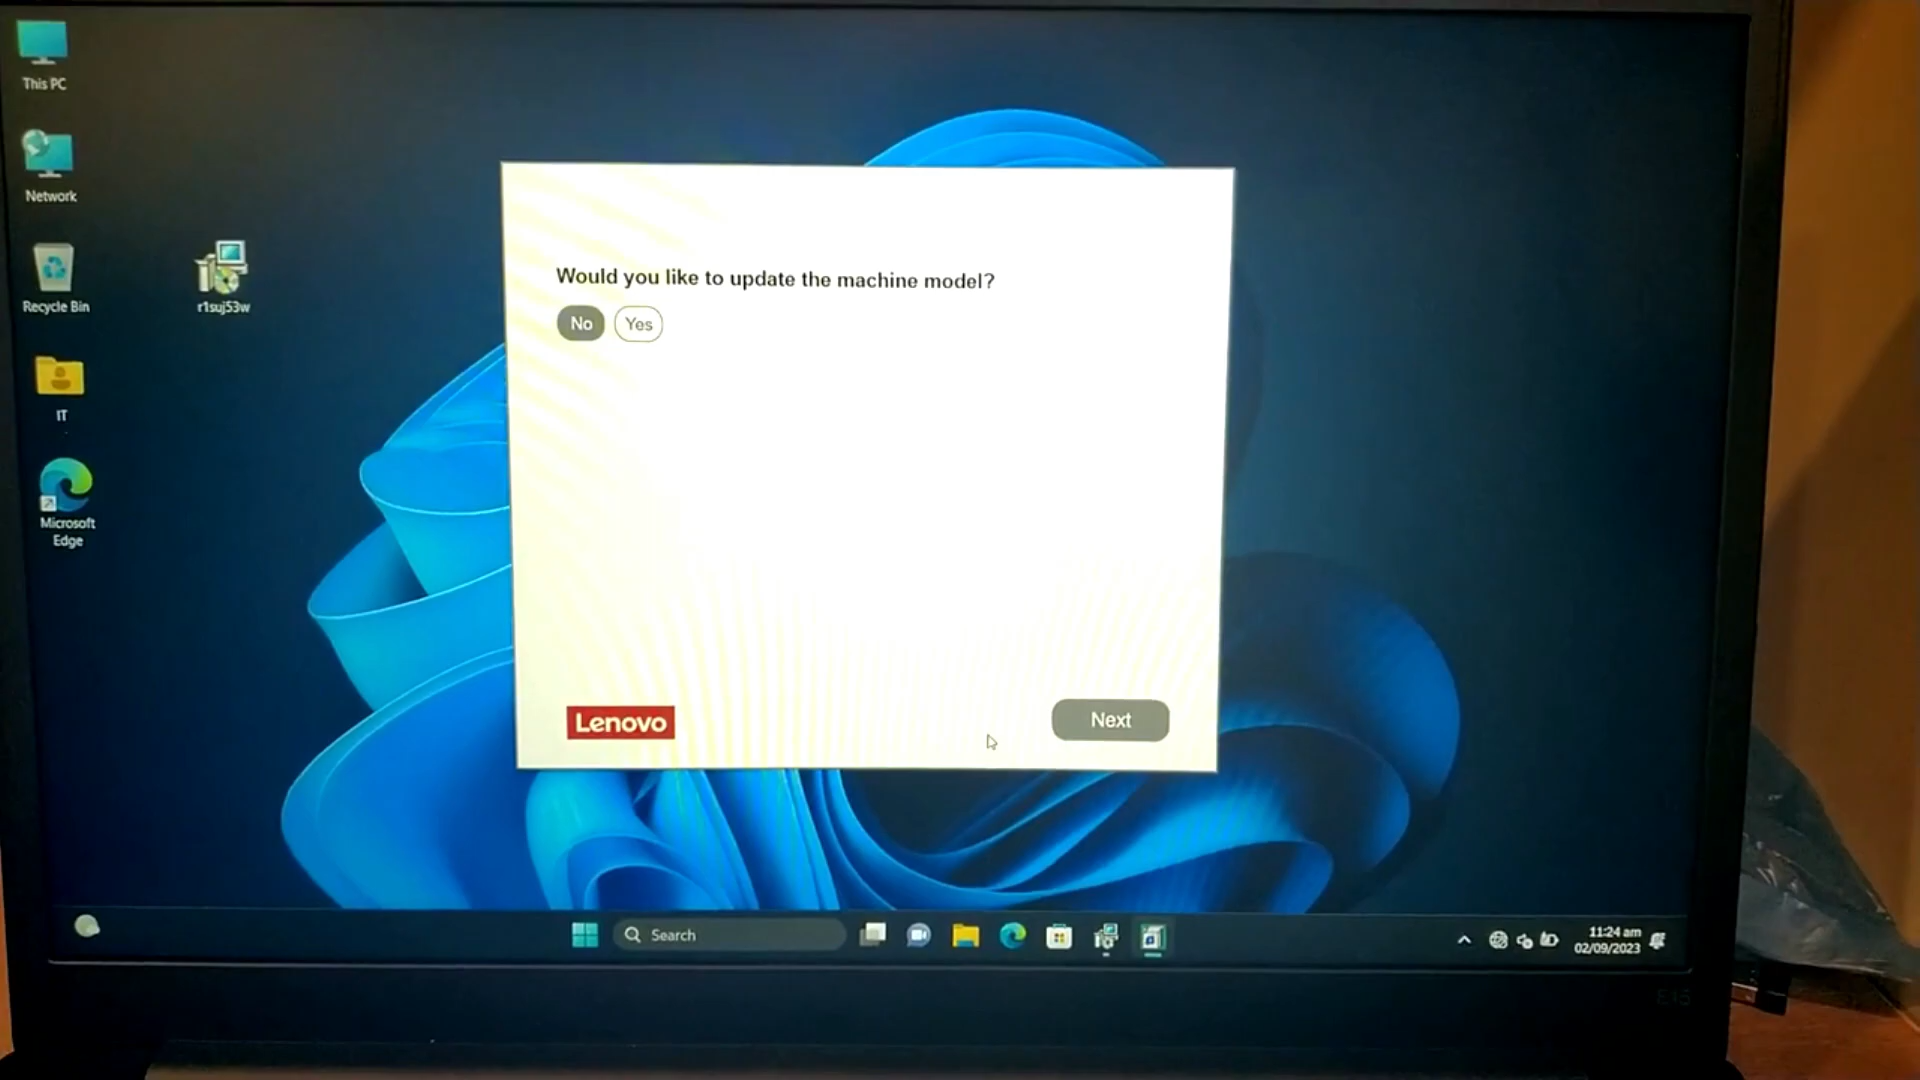 This PC
Network
Recycle Bin
r1suj53w
IT
Microsoft
Edge
Would you like to update the machine model?
No Yes
Lenovo
Next
Search
11:24 am
02/09/2023
E15